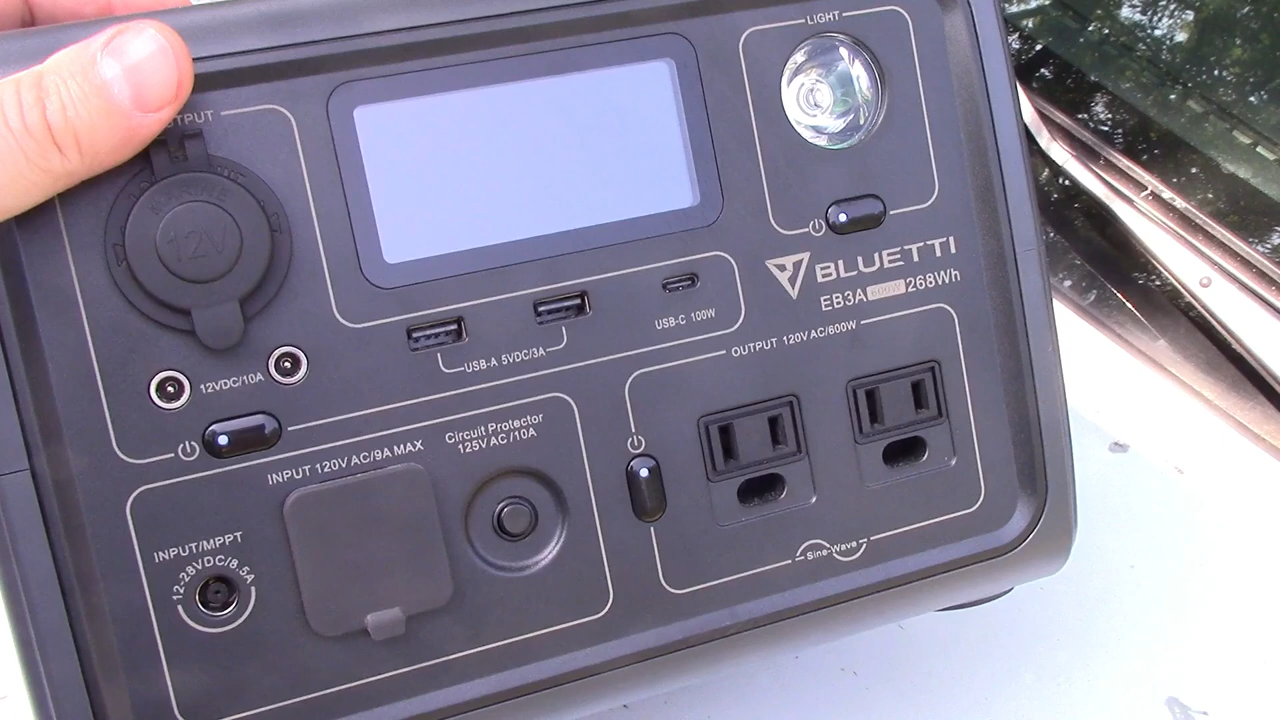 LIGHT
12V
BLUETTI
EB3A 600W 268Wh
USB-C 100W
USB-A 5VDC/3A
12VDC/10A
OUTPUT 120V AC/600W
Circuit Protector
125V AC /10A
INPUT 120V AC/9A MAX
INPUT/MPPT
12-28VDC/8.5A
Sine-Wave